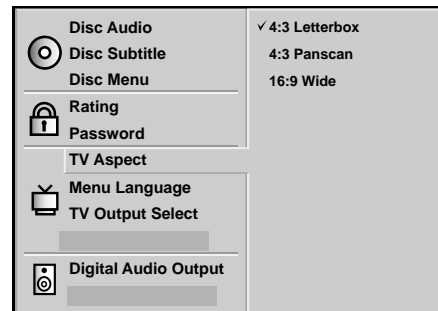 Disc Audio
Disc Subtitle
Disc Menu
Rating
Password
TV Aspect
Menu Language
TV Output Select
Digital Audio Output
✓ 4:3 Letterbox
4:3 Panscan
16:9 Wide